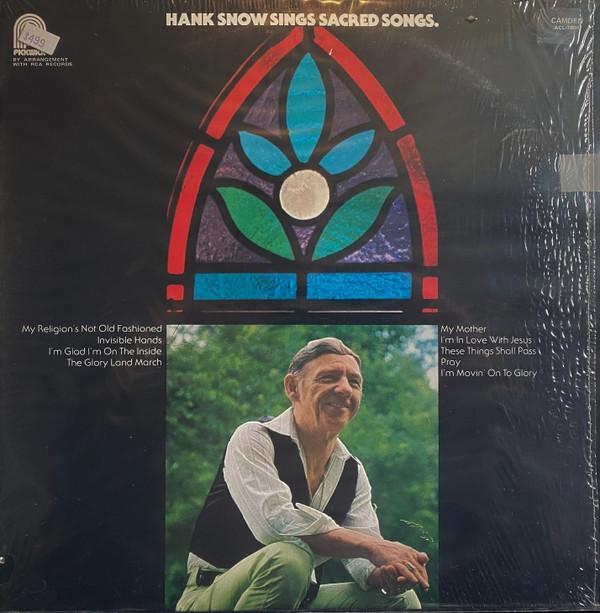 HANK SNOW SINGS SACRED SONGS.
3499
PICKWICK
BY ARRANGEMENT
WITH RCA RECORDS
CAMDEN
My Religion's Not Old Fashioned
Invisible Hands
I'm Glad I'm On The Inside
The Glory Land March
My Mother
I'm In Love With Jesus
These Things Shall Pass
Pray
I'm Movin' On To Glory